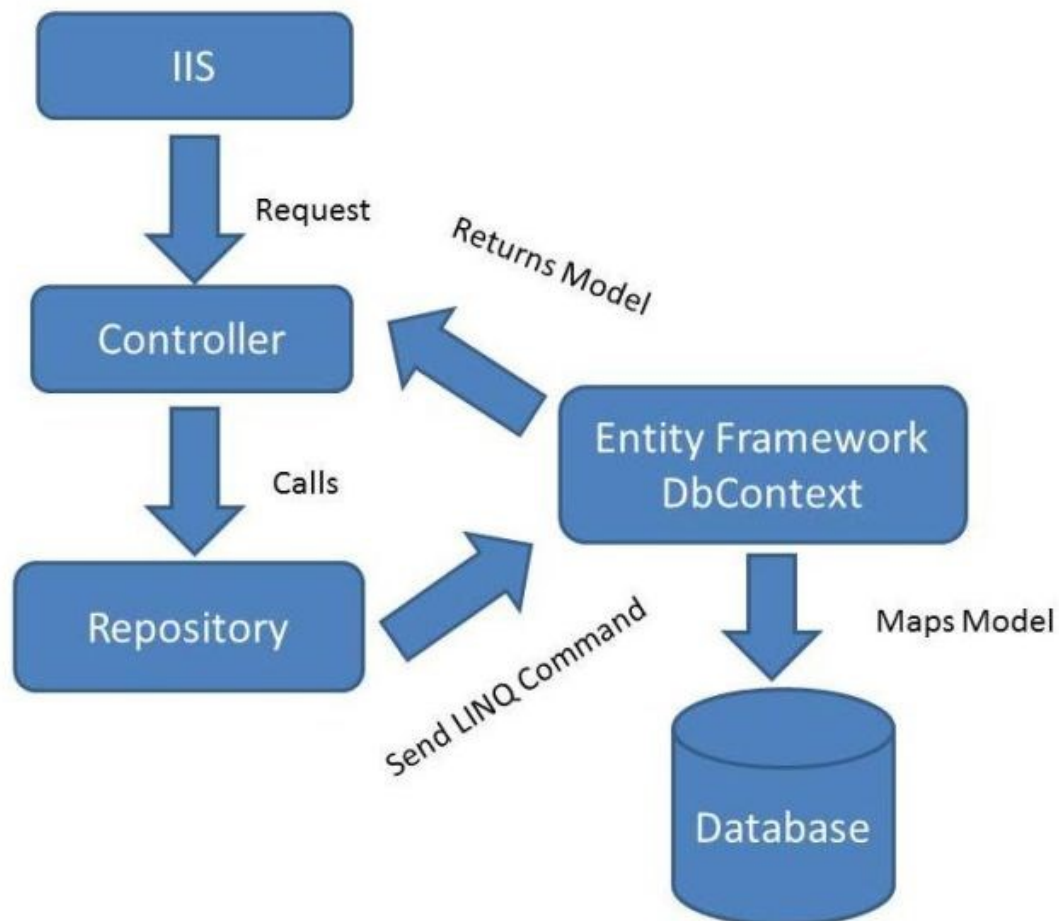 IIS
Request
Returns Model
Controller
Calls
Entity Framework
DbContext
Repository
Send LINQ Command
Maps Model
Database